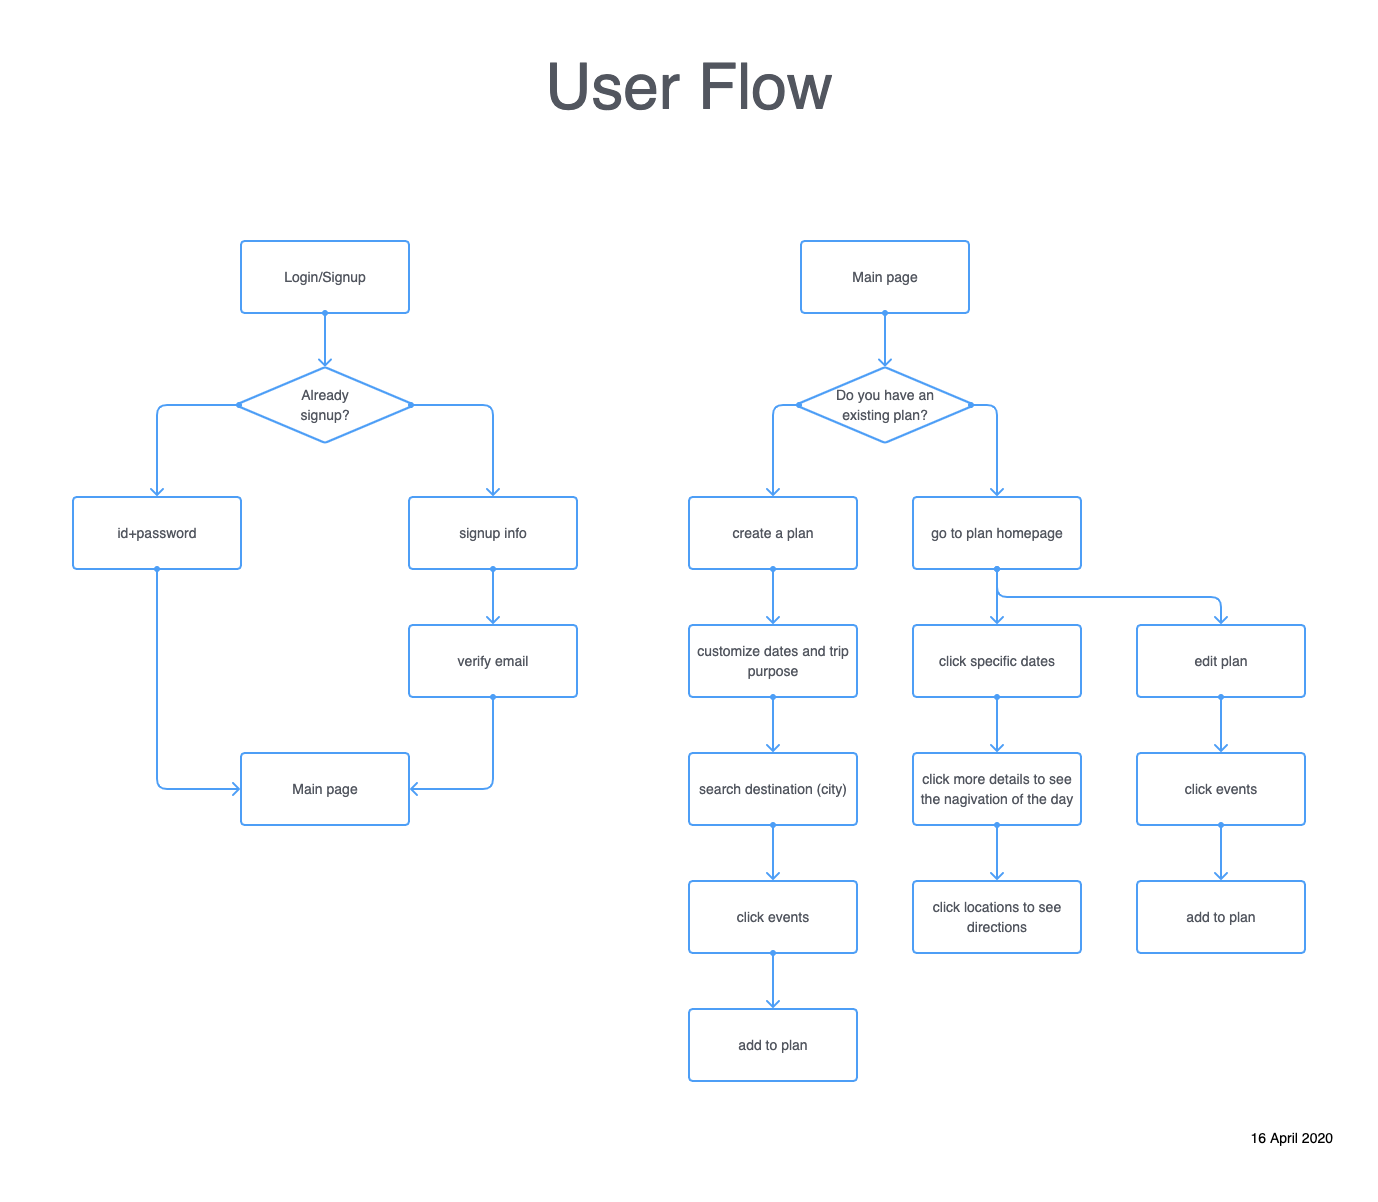 User Flow
Login/Signup
Already
signup?
id+password
signup info
verify email
Main page
Main page
Do you have an
existing plan?
create a plan
go to plan homepage
customize dates and trip
purpose
click specific dates
edit plan
search destination (city)
click more details to see
the nagivation of the day
click events
click events
click locations to see
directions
add to plan
add to plan
16 April 2020